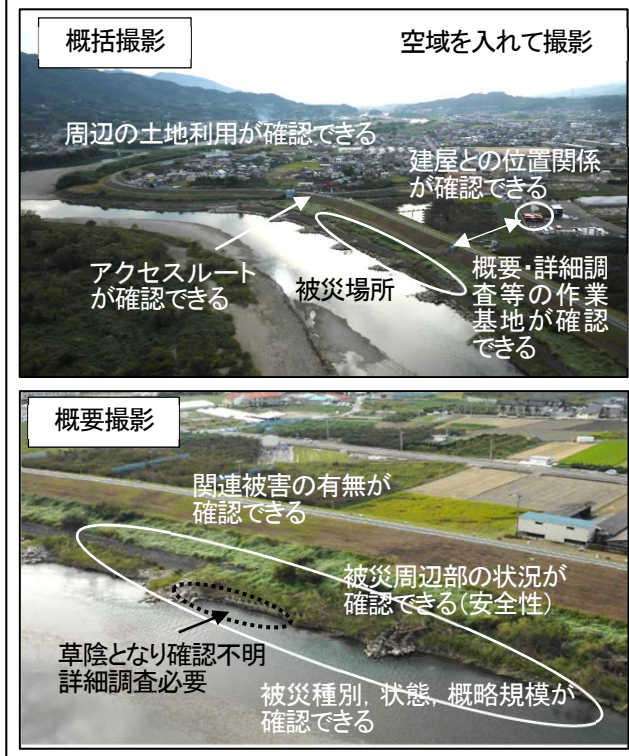 概括撮影
空域を入れて撮影
周辺の土地利用が確認できる
建屋との位置関係
が確認できる
アクセスルート
が確認できる
被災場所
概要・詳細調
査等の作業
基地が確認
できる
概要撮影
関連被害の有無が
確認できる
被災周辺部の状況が
確認できる(安全性)
草陰となり確認不明
詳細調査必要
被災種別, 状態, 概略規模が
確認できる